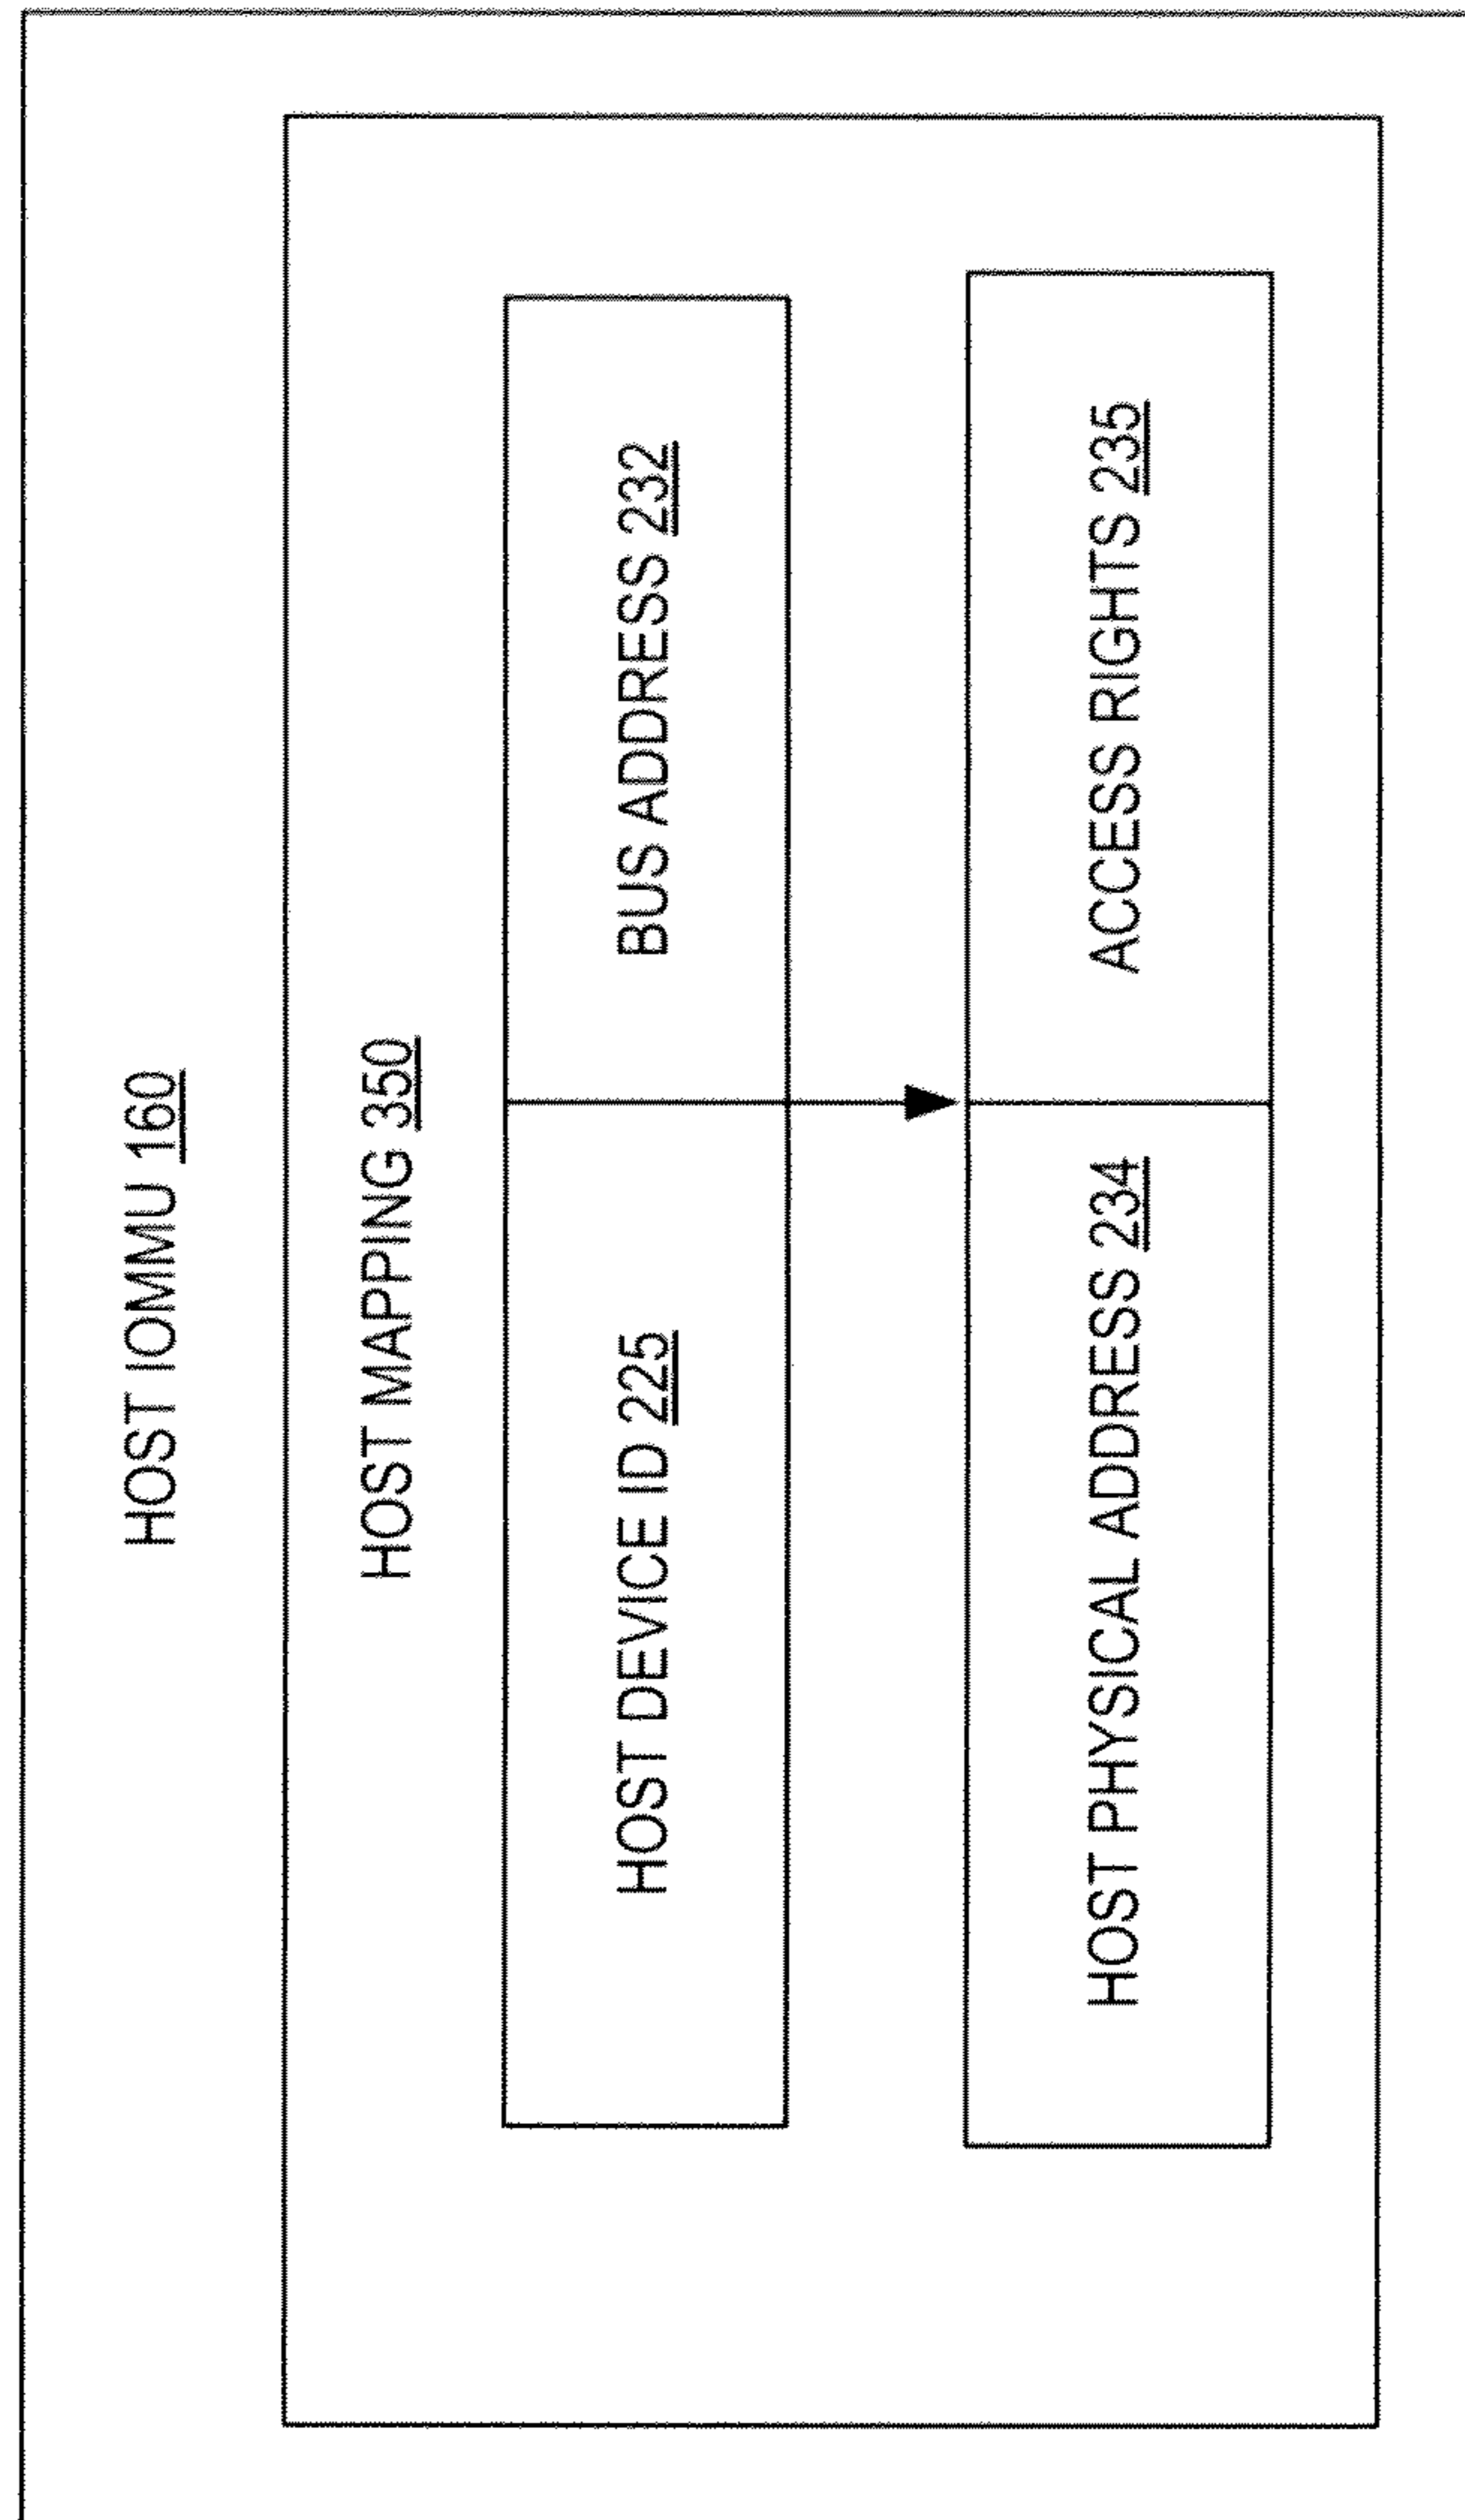 HOST IOMMU 160
HOST MAPPING 350
HOST DEVICE ID 225
BUS ADDRESS 232
HOST PHYSICAL ADDRESS 234
ACCESS RIGHTS 235